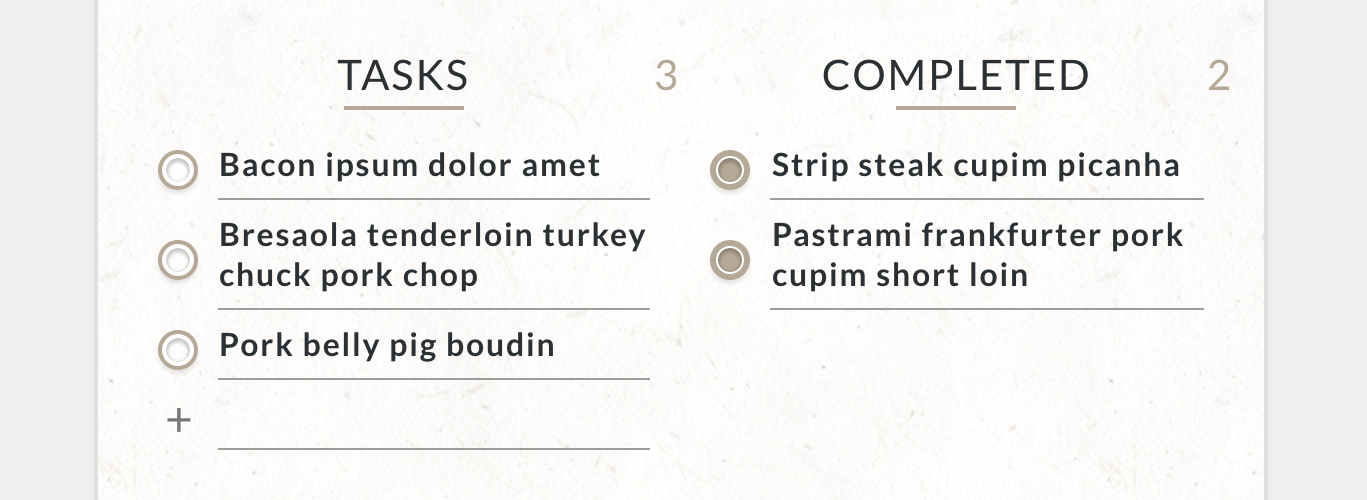 TASKS 3
Bacon ipsum dolor amet
Bresaola tenderloin turkey
chuck pork chop
Pork belly pig boudin
+
COMPLETED 2
Strip steak cupim picanha
Pastrami frankfurter pork
cupim short loin